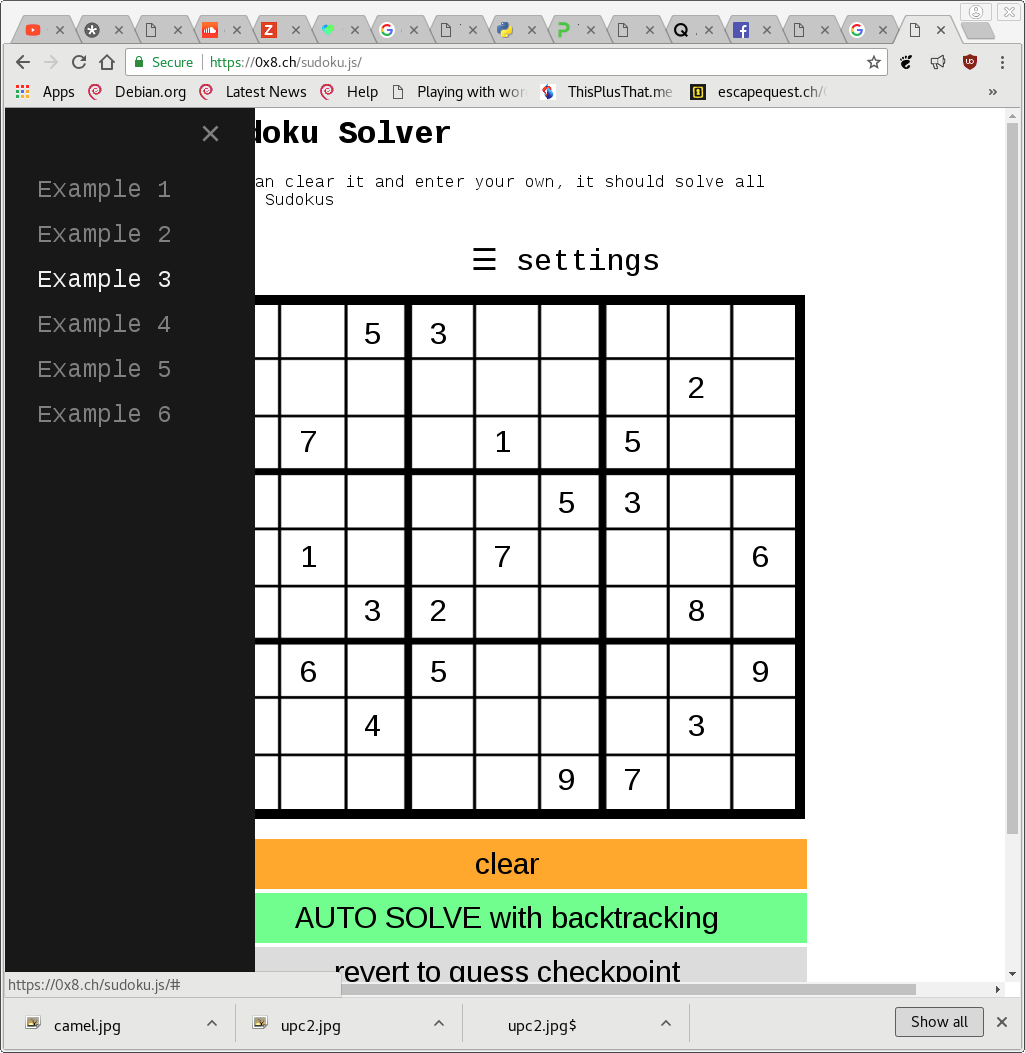 Secure https://0x8.ch/sudoku.js/
Apps Debian.org Latest News Help Playing with wor ThisPlusThat.me escapequest.ch/ »
×
doku Solver
Example 1
an clear it and enter your own, it should solve all
Sudokus
Example 2
☰ settings
Example 3
Example 4
Example 5
Example 6
5 3
2
7 1 5
5 3
1 7 6
3 2 8
6 5 9
4 3
9 7
clear
AUTO SOLVE with backtracking
revert to guess checkpoint
https://0x8.ch/sudoku.js/#
camel.jpg upc2.jpg upc2.jpg$ Show all